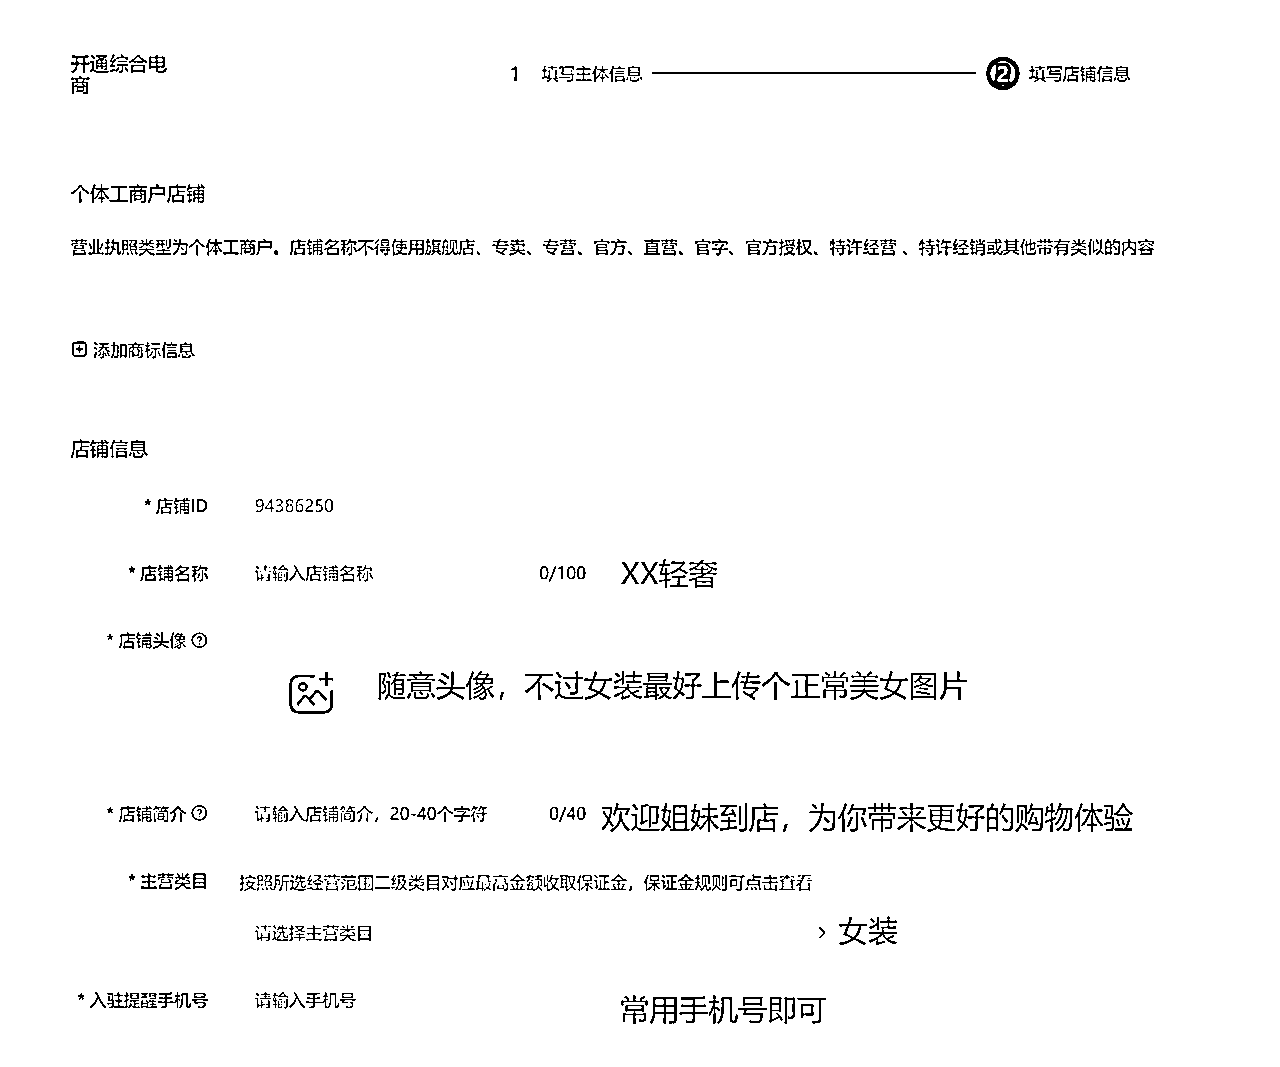 开通综合电
商
1 填写主体信息
2 填写店铺信息
个体工商户店铺
营业执照类型为个体工商户。店铺名称不得使用旗舰店、专卖、专营、官方、直营、官字、官方授权、特许经营 、特许经销或其他带有类似的内容
添加商标信息
店铺信息
* 店铺ID 94386250
* 店铺名称 请输入店铺名称 0/100 XX轻奢
* 店铺头像 ?
随意头像，不过女装最好上传个正常美女图片
* 店铺简介 ? 请输入店铺简介，20-40个字符 0/40 欢迎姐妹到店，为你带来更好的购物体验
* 主营类目 按照所选经营范围二级类目对应最高金额收取保证金，保证金规则可点击查看
请选择主营类目 › 女装
* 入驻提醒手机号 请输入手机号 常用手机号即可